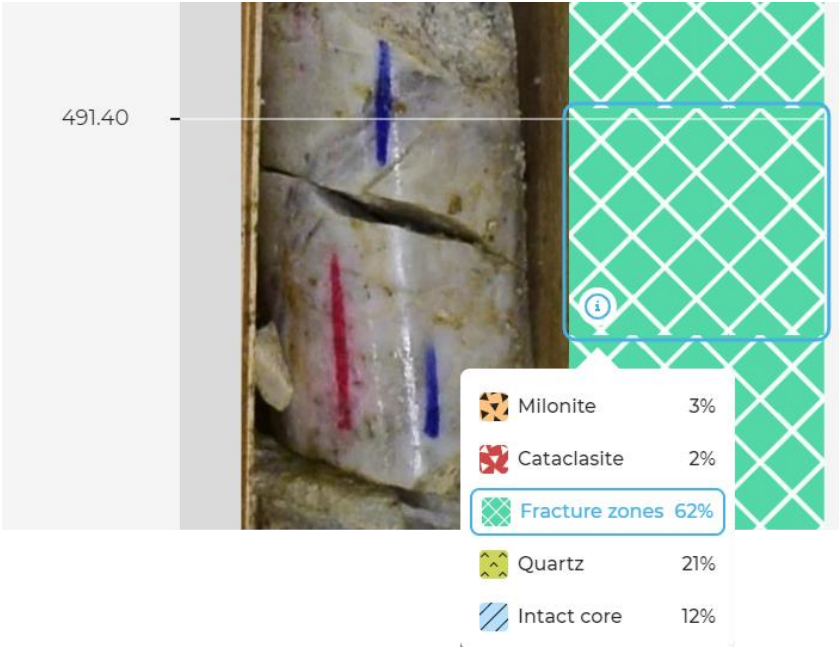 491.40
Milonite 3%
Cataclasite 2%
Fracture zones 62%
Quartz 21%
Intact core 12%